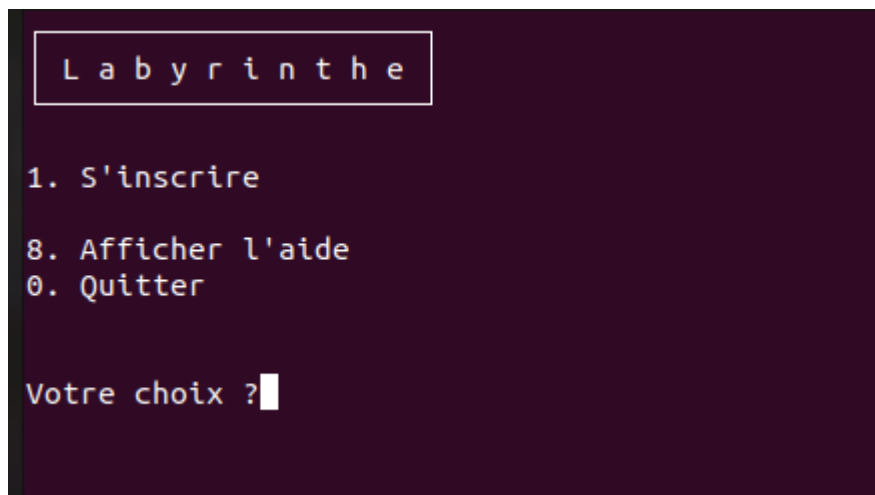 L a b y r i n t h e
1. S'inscrire
8. Afficher l'aide
0. Quitter
Votre choix ?